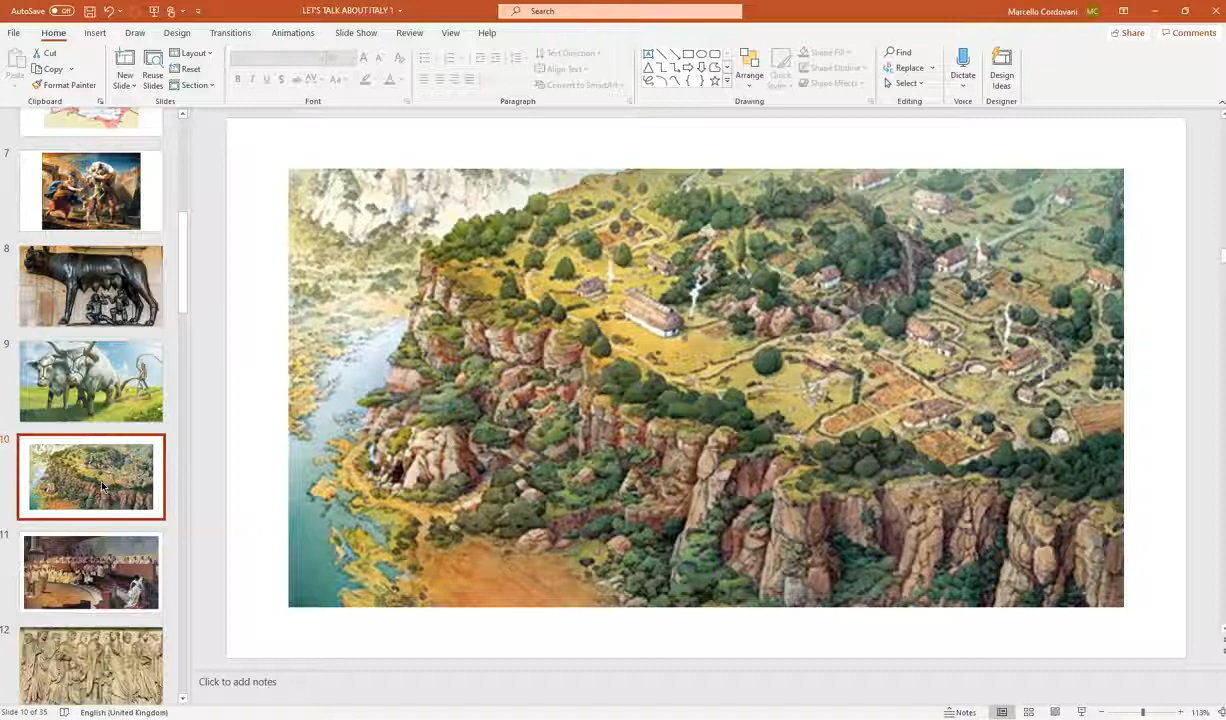 AutoSave Off LET'S TALK ABOUT ITALY 1 Search Marcello Cordovani MC
File Home Insert Draw Design Transitions Animations Slide Show Review View Help Share Comments
Paste Cut Copy Format Painter Clipboard
New Slide Reuse Slides Layout Reset Section Slides
B I U S ab AV Aa A Font
Text Direction Align Text Convert to SmartArt Paragraph
Arrange Quick Styles Shape Fill Shape Outline Shape Effects Drawing
Find Replace Select Editing
Dictate Voice
Design Ideas Designer
7
8
9
10
11
12
Click to add notes
Slide 10 of 35 English (United Kingdom) Notes 113%